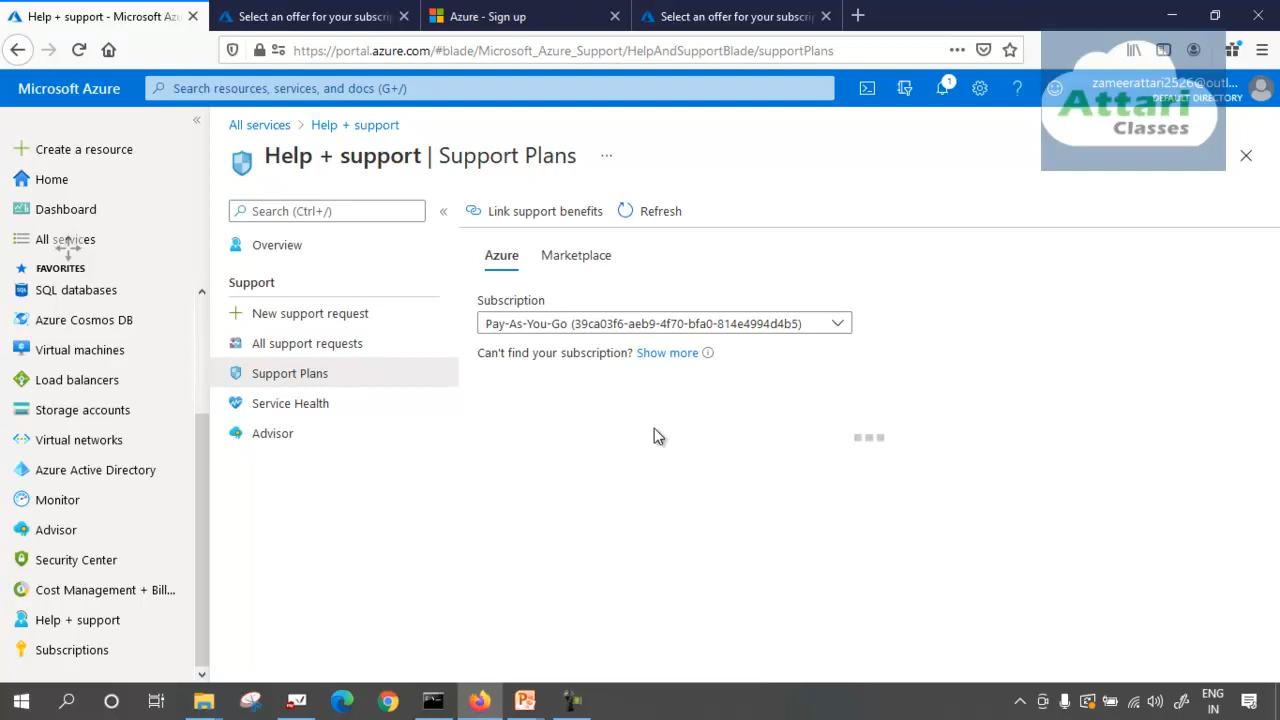 Help + support - Microsoft Azu
Select an offer for your subscrip
Azure - Sign up
Select an offer for your subscrip
https://portal.azure.com/#blade/Microsoft_Azure_Support/HelpAndSupportBlade/supportPlans
Microsoft Azure
Search resources, services, and docs (G+/)
1
zameerattari2526@outl...
DEFAULT DIRECTORY
Attari
Classes
All services > Help + support
Help + support | Support Plans
Create a resource
Home
Dashboard
All services
FAVORITES
SQL databases
Azure Cosmos DB
Virtual machines
Load balancers
Storage accounts
Virtual networks
Azure Active Directory
Monitor
Advisor
Security Center
Cost Management + Bill...
Help + support
Subscriptions
Search (Ctrl+/)
Overview
Support
New support request
All support requests
Support Plans
Service Health
Advisor
Link support benefits
Refresh
Azure
Marketplace
Subscription
Pay-As-You-Go (39ca03f6-aeb9-4f70-bfa0-814e4994d4b5)
Can't find your subscription? Show more
ENG
IN